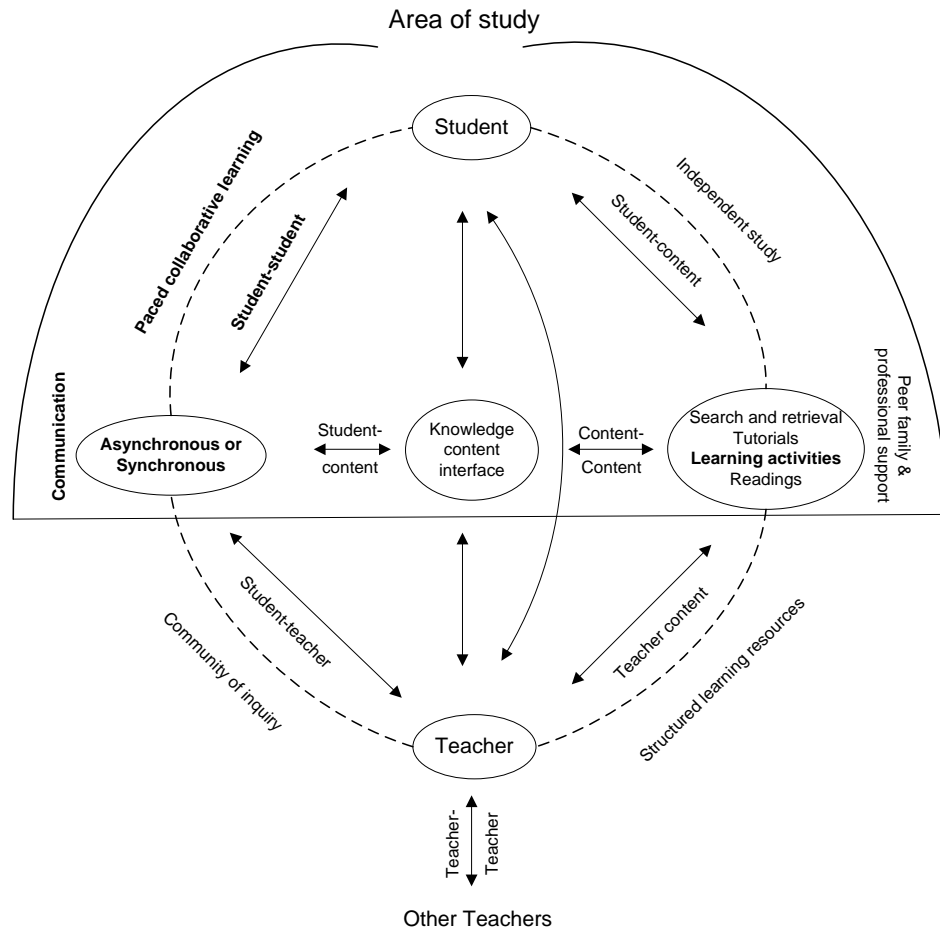 Area of study
Student
Paced collaborative learning
Student-student
Student-content
Independent study
Communication
Asynchronous or
Synchronous
Student-
content
Knowledge
content
interface
Content-
Content
Search and retrieval
Tutorials
Learning activities
Readings
Peer family &
professional support
Student-teacher
Community of inquiry
Teacher content
Structured learning resources
Teacher
Teacher-
Teacher
Other Teachers